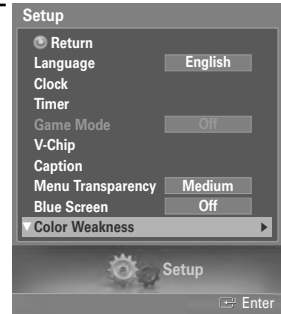 Setup
Return
Language English
Clock
Timer
Game Mode Off
V-Chip
Caption
Menu Transparency Medium
Blue Screen Off
Color Weakness
Setup
Enter